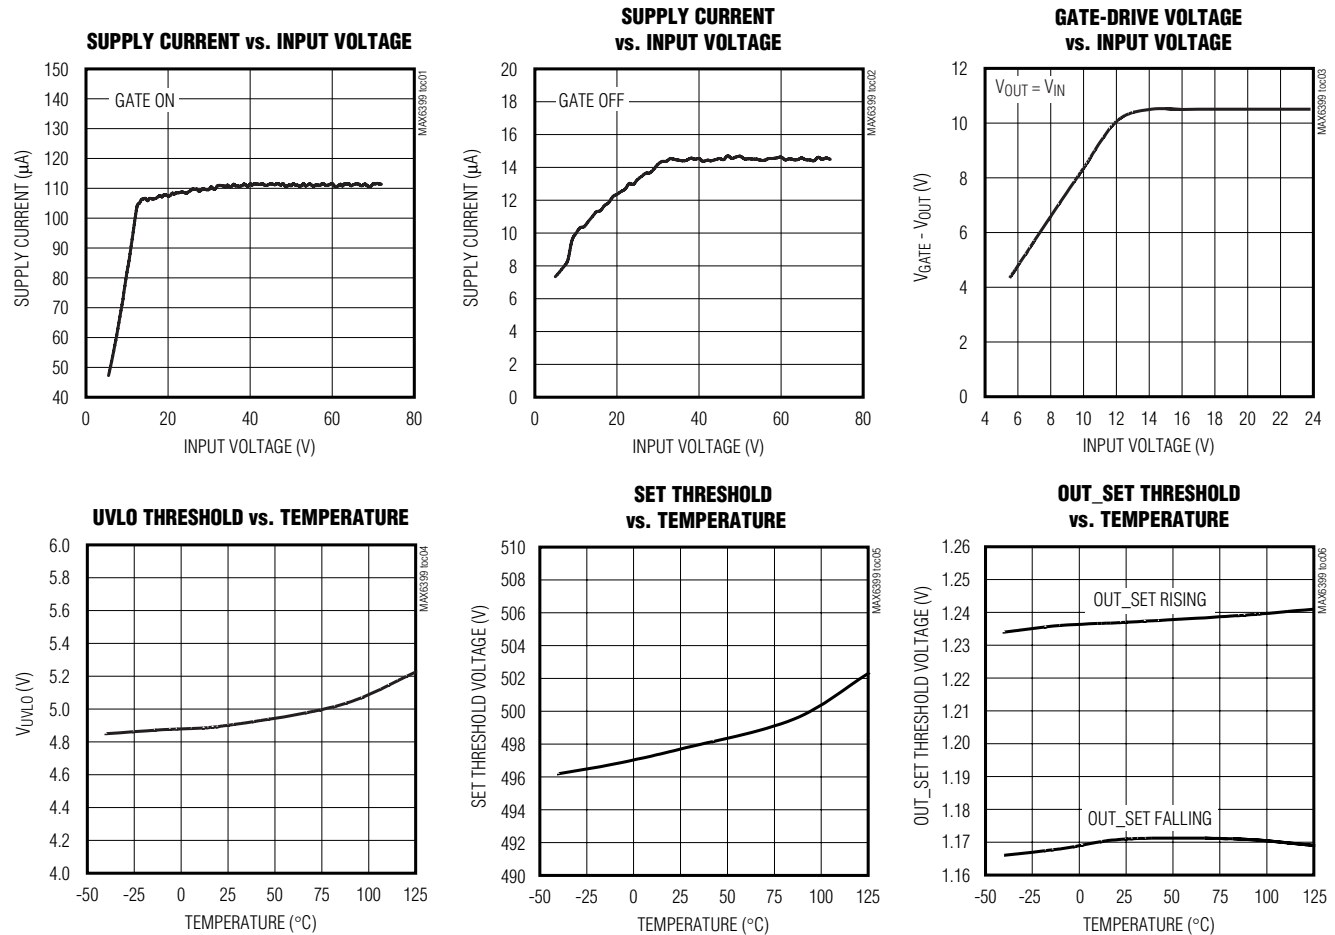 SUPPLY CURRENT vs. INPUT VOLTAGE
150
140
130
120
110
100
90
80
70
60
50
40
GATE ON
SUPPLY CURRENT (µA)
0 20 40 60 80
INPUT VOLTAGE (V)
MAX6399 toc01
SUPPLY CURRENT
vs. INPUT VOLTAGE
20
18
16
14
12
10
8
6
4
2
0
GATE OFF
SUPPLY CURRENT (µA)
0 20 40 60 80
INPUT VOLTAGE (V)
MAX6399 toc02
GATE-DRIVE VOLTAGE
vs. INPUT VOLTAGE
12
10
8
6
4
2
0
VOUT = VIN
VGATE - VOUT (V)
4 6 8 10 12 14 16 18 20 22 24
INPUT VOLTAGE (V)
MAX6399 toc03
UVLO THRESHOLD vs. TEMPERATURE
6.0
5.8
5.6
5.4
5.2
5.0
4.8
4.6
4.4
4.2
4.0
VUVLO (V)
-50 -25 0 25 50 75 100 125
TEMPERATURE (°C)
MAX6399 toc04
SET THRESHOLD
vs. TEMPERATURE
510
508
506
504
502
500
498
496
494
492
490
SET THRESHOLD VOLTAGE (V)
-50 -25 0 25 50 75 100 125
TEMPERATURE (°C)
MAX6399 toc05
OUT_SET THRESHOLD
vs. TEMPERATURE
1.26
1.25
1.24
1.23
1.22
1.21
1.20
1.19
1.18
1.17
1.16
OUT_SET RISING
OUT_SET FALLING
OUT_SET THRESHOLD VOLTAGE (V)
-50 -25 0 25 50 75 100 125
TEMPERATURE (°C)
MAX6399 toc06